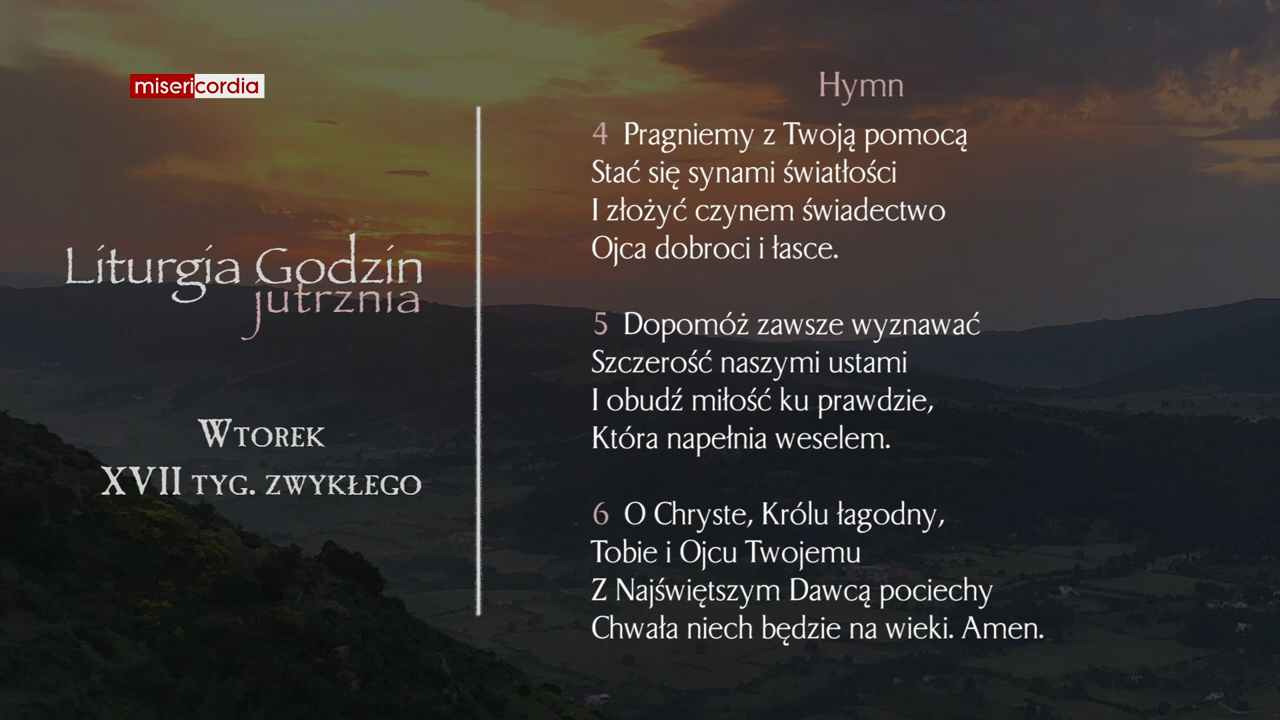 misericordia
Liturgia Godzin
jutrznia
Wtorek
XVII tyg. zwykłego
Hymn
4 Pragniemy z Twoją pomocą
Stać się synami światłości
I złożyć czynem świadectwo
Ojca dobroci i łasce.
5 Dopomóż zawsze wyznawać
Szczerość naszymi ustami
I obudź miłość ku prawdzie,
Która napełnia weselem.
6 O Chryste, Królu łagodny,
Tobie i Ojcu Twojemu
Z Najświętszym Dawcą pociechy
Chwała niech będzie na wieki. Amen.